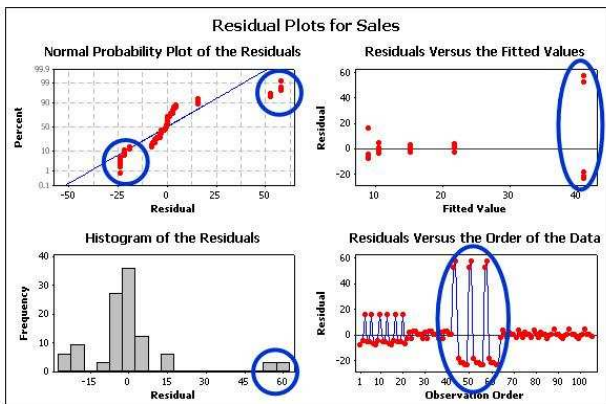 Residual Plots for Sales
Normal Probability Plot of the Residuals
99.9
99
90
50
10
1
0.1
Percent
-50
-25
0
25
50
Residual
Residuals Versus the Fitted Values
60
40
20
0
-20
Residual
10
20
30
40
Fitted Value
Histogram of the Residuals
40
30
20
10
0
Frequency
-15
0
15
30
45
60
Residual
Residuals Versus the Order of the Data
60
40
20
0
-20
Residual
1 10 20 30 40 50 60 70 80 90 100
Observation Order